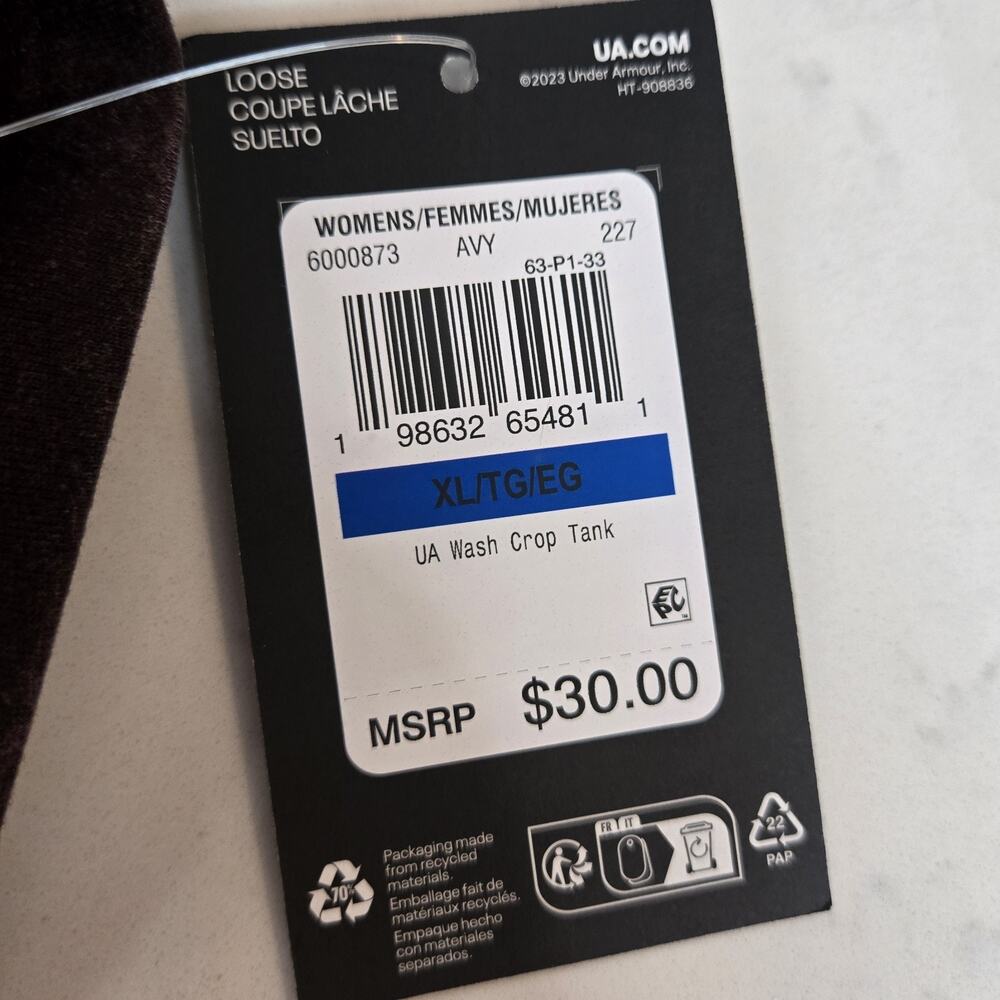 LOOSE
COUPE LÂCHE
SUELTO
UA.COM
©2023 Under Armour, Inc.
HT-908836
WOMENS/FEMMES/MUJERES
6000873 AVY 227
63-P1-33
1 98632 65481 1
XL/TG/EG
UA Wash Crop Tank
EPC
MSRP $30.00
70%
Packaging made
from recycled
materials.
Emballage fait de
matériaux recyclés.
Empaque hecho
con materiales
separados.
FR IT
22
PAP